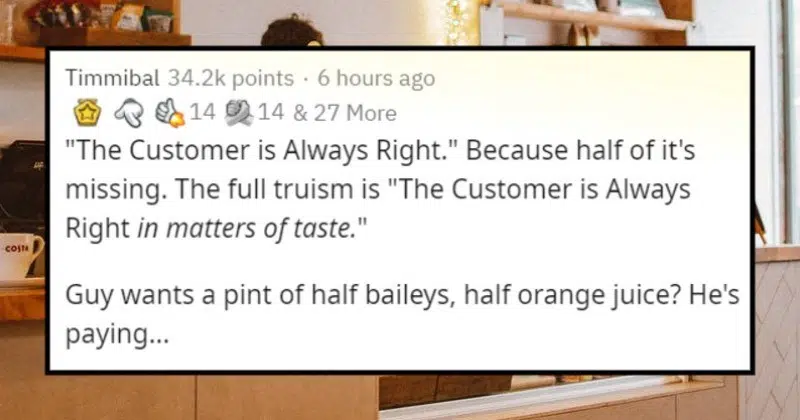 Timmibal 34.2k points · 6 hours ago
14 14 & 27 More
"The Customer is Always Right." Because half of it's
missing. The full truism is "The Customer is Always
Right in matters of taste."
Guy wants a pint of half baileys, half orange juice? He's
paying...
COSTA